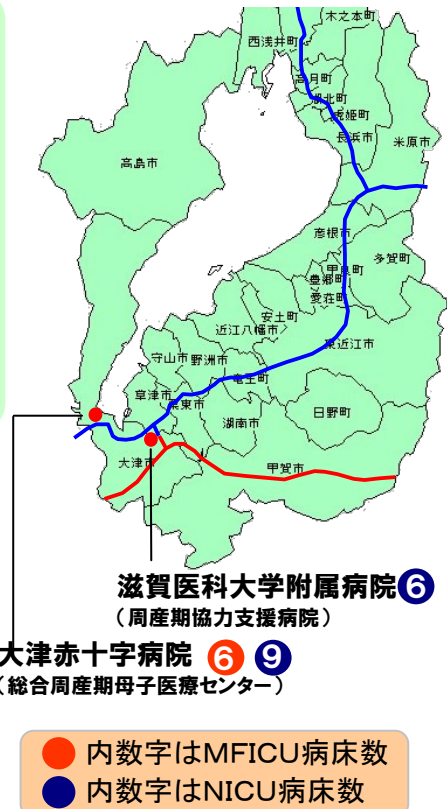 木之本町
西浅井町
高月町
湖北町
虎姫町
長浜市
米原市
高島市
彦根市
多賀町
甲良町
豊郷町
愛荘町
安土町
近江八幡市
東近江市
守山市
野洲市
竜王町
草津市
栗東市
湖南市
日野町
大津市
甲賀市
滋賀医科大学附属病院 6
(周産期協力支援病院)
大津赤十字病院 6 9
(総合周産期母子医療センター)
内数字はMFICU病床数
内数字はNICU病床数